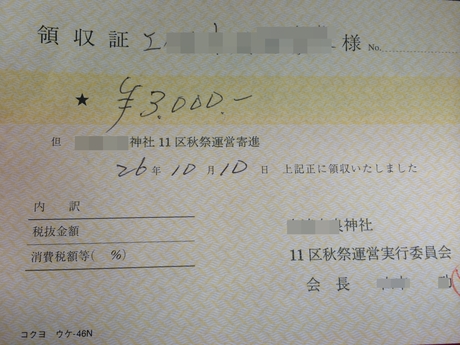 領収証 様 No.
★ ¥3,000.-
但 神社11区秋祭運営寄進
26年10月10日 上記正に領収いたしました
内訳
税抜金額
消費税額等( %)
神社
11区秋祭運営実行委員会
会長
コクヨ ウケ-46N